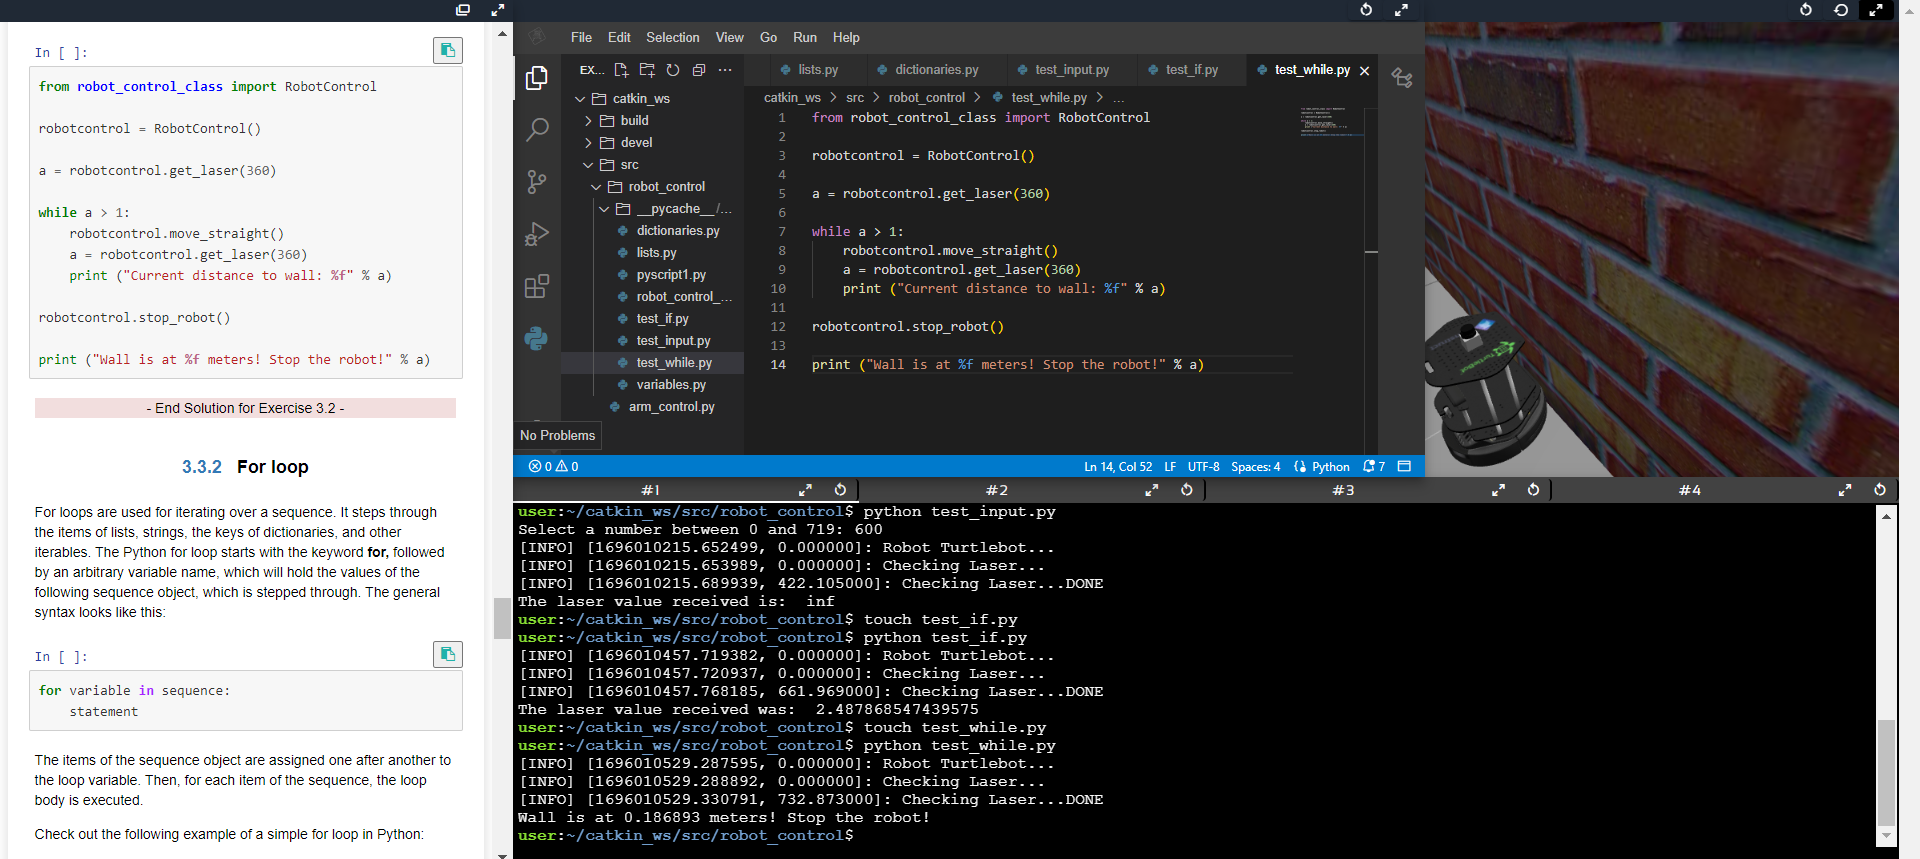 In [ ]:
from robot_control_class import RobotControl
robotcontrol = RobotControl()
a = robotcontrol.get_laser(360)
while a > 1:
    robotcontrol.move_straight()
    a = robotcontrol.get_laser(360)
    print ("Current distance to wall: %f" % a)
robotcontrol.stop_robot()
print ("Wall is at %f meters! Stop the robot!" % a)
- End Solution for Exercise 3.2 -
3.3.2 For loop
For loops are used for iterating over a sequence. It steps through
the items of lists, strings, the keys of dictionaries, and other
iterables. The Python for loop starts with the keyword for, followed
by an arbitrary variable name, which will hold the values of the
following sequence object, which is stepped through. The general
syntax looks like this:
In [ ]:
for variable in sequence:
    statement
The items of the sequence object are assigned one after another to
the loop variable. Then, for each item of the sequence, the loop
body is executed.
Check out the following example of a simple for loop in Python:
File Edit Selection View Go Run Help
EX...
catkin_ws
build
devel
src
robot_control
__pycache__/...
dictionaries.py
lists.py
pyscript1.py
robot_control_...
test_if.py
test_input.py
test_while.py
variables.py
arm_control.py
No Problems
lists.py dictionaries.py test_input.py test_if.py test_while.py
catkin_ws > src > robot_control > test_while.py > ...
1 from robot_control_class import RobotControl
2
3 robotcontrol = RobotControl()
4
5 a = robotcontrol.get_laser(360)
6
7 while a > 1:
8     robotcontrol.move_straight()
9     a = robotcontrol.get_laser(360)
10     print ("Current distance to wall: %f" % a)
11
12 robotcontrol.stop_robot()
13
14 print ("Wall is at %f meters! Stop the robot!" % a)
0 0 Ln 14, Col 52 LF UTF-8 Spaces: 4 Python 7
#1 #2 #3 #4
user:~/catkin_ws/src/robot_control$ python test_input.py
Select a number between 0 and 719: 600
[INFO] [1696010215.652499, 0.000000]: Robot Turtlebot...
[INFO] [1696010215.653989, 0.000000]: Checking Laser...
[INFO] [1696010215.689939, 422.105000]: Checking Laser...DONE
The laser value received is:  inf
user:~/catkin_ws/src/robot_control$ touch test_if.py
user:~/catkin_ws/src/robot_control$ python test_if.py
[INFO] [1696010457.719382, 0.000000]: Robot Turtlebot...
[INFO] [1696010457.720937, 0.000000]: Checking Laser...
[INFO] [1696010457.768185, 661.969000]: Checking Laser...DONE
The laser value received was:  2.487868547439575
user:~/catkin_ws/src/robot_control$ touch test_while.py
user:~/catkin_ws/src/robot_control$ python test_while.py
[INFO] [1696010529.287595, 0.000000]: Robot Turtlebot...
[INFO] [1696010529.288892, 0.000000]: Checking Laser...
[INFO] [1696010529.330791, 732.873000]: Checking Laser...DONE
Wall is at 0.186893 meters! Stop the robot!
user:~/catkin_ws/src/robot_control$